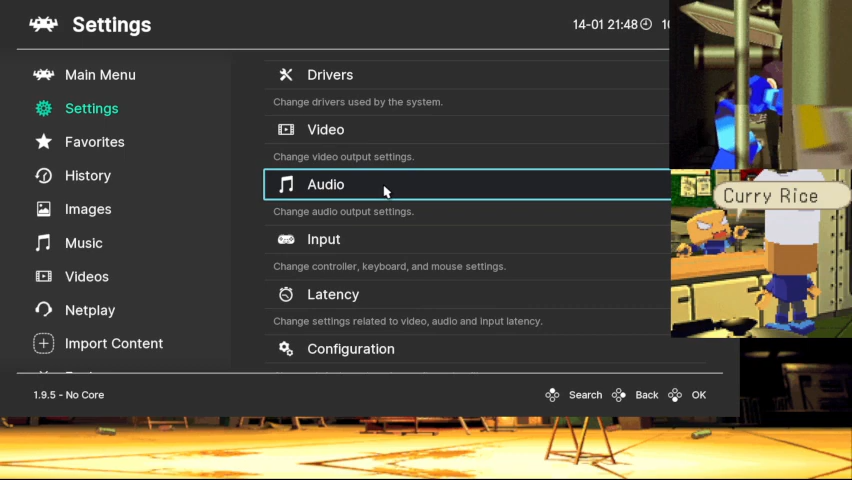 Settings
14-01 21:48
Main Menu
Settings
Favorites
History
Images
Music
Videos
Netplay
Import Content
Drivers
Change drivers used by the system.
Video
Change video output settings.
Audio
Change audio output settings.
Input
Change controller, keyboard, and mouse settings.
Latency
Change settings related to video, audio and input latency.
Configuration
Curry Rice
1.9.5 - No Core
Search Back OK